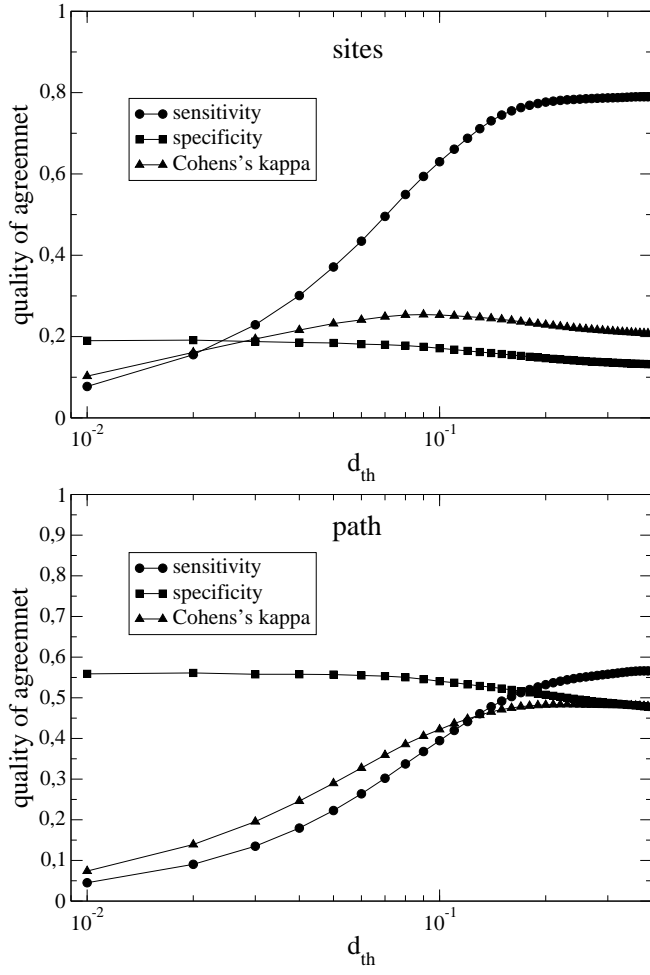 1
sites
0,8
sensitivity
specificity
Cohens's kappa
0,6
quality of agreemnet
0,4
0,2
0
10^-2
10^-1
d_th
1
0,9
path
0,8
sensitivity
specificity
Cohens's kappa
0,7
0,6
0,5
quality of agreemnet
0,4
0,3
0,2
0,1
0
10^-2
10^-1
d_th